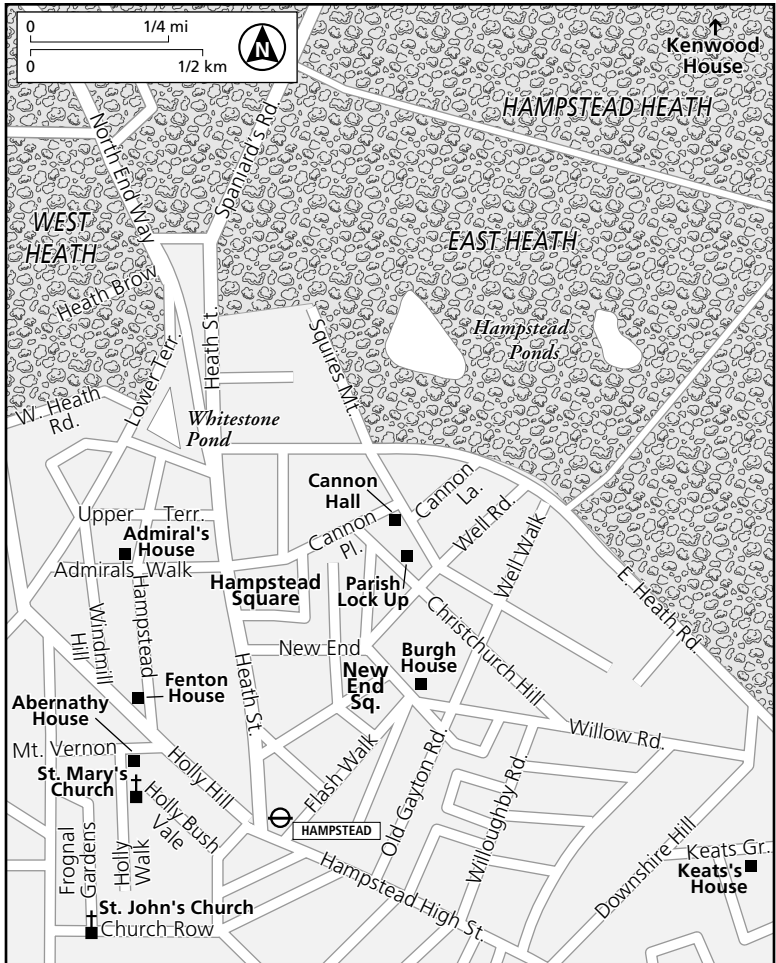 0 1/4 mi
0 1/2 km
N
Kenwood
House
HAMPSTEAD HEATH
North End Way
Spaniard's Rd.
WEST
HEATH
EAST HEATH
Heath Brow
Hampstead
Ponds
Lower Terr.
Heath St.
Squires Mt.
W. Heath
Rd.
Whitestone
Pond
Cannon
Hall
Cannon
La.
Upper Terr.
Cannon
Pl.
Well Rd.
Well Walk
Admiral's
House
Admirals Walk
Hampstead
Square
Parish
Lock Up
E. Heath Rd.
Windmill
Hill
Hampstead
Christchurch Hill
New End
Burgh
House
New
End
Sq.
Heath St.
Fenton
House
Abernathy
House
Mt. Vernon
Willow Rd.
St. Mary's
Church
Holly Hill
Flash Walk
Old Gayton Rd.
Willoughby Rd.
Holly Bush
Vale
HAMPSTEAD
Frognal
Gardens
Holly
Walk
Hampstead High St.
Downshire Hill
Keats Gr.
Keats's
House
St. John's Church
Church Row